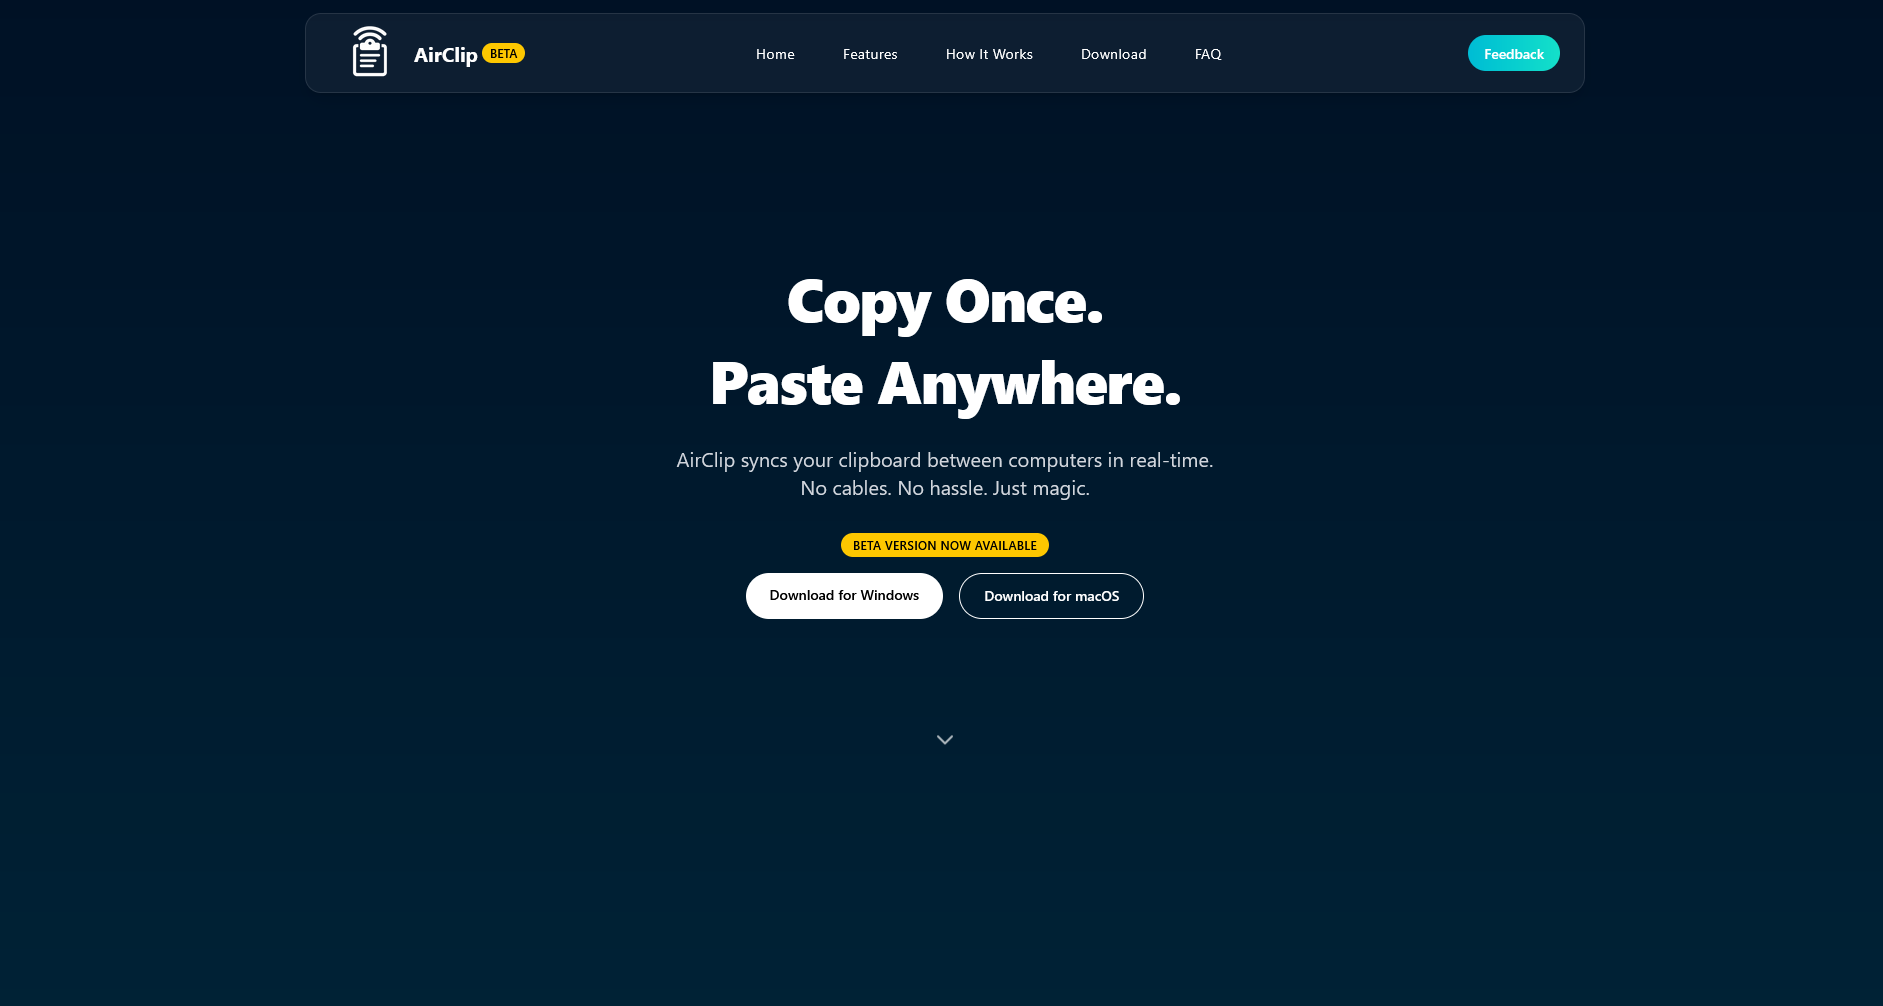 AirClip BETA
Home Features How It Works Download FAQ
Feedback
Copy Once.
Paste Anywhere.
AirClip syncs your clipboard between computers in real-time.
No cables. No hassle. Just magic.
BETA VERSION NOW AVAILABLE
Download for Windows
Download for macOS